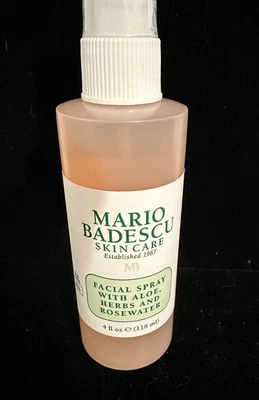 MARIO
BADESCU
SKIN CARE
Established 1967
MB
FACIAL SPRAY
WITH ALOE,
HERBS AND
ROSEWATER
4 fl oz ℮ (118 ml)